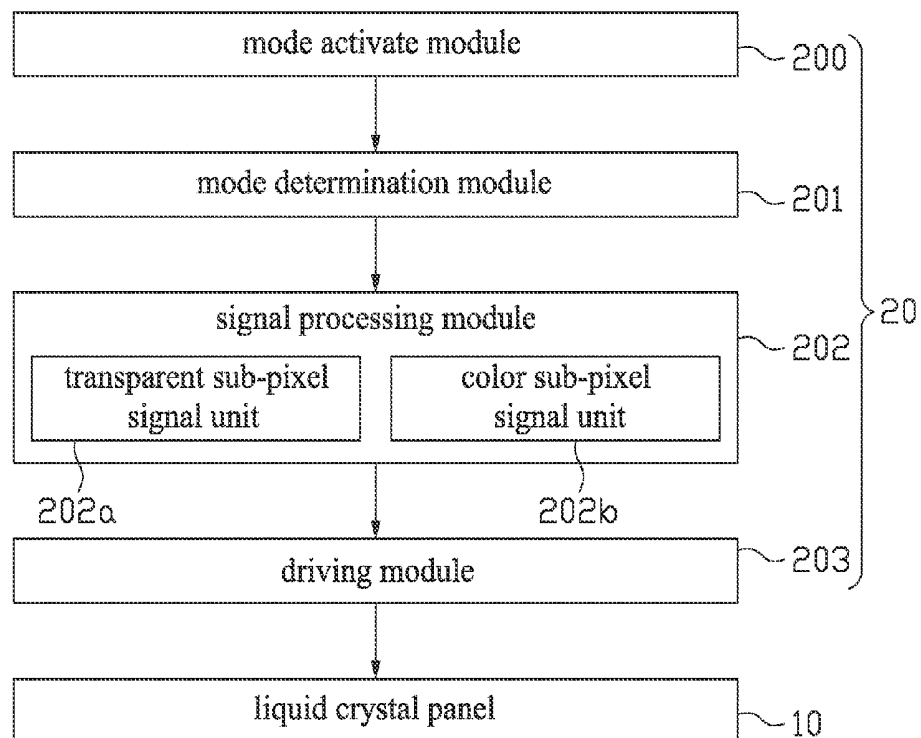 mode activate module
200
mode determination module
201
signal processing module
202
20
transparent sub-pixel
signal unit
color sub-pixel
signal unit
202a
202b
driving module
203
liquid crystal panel
10